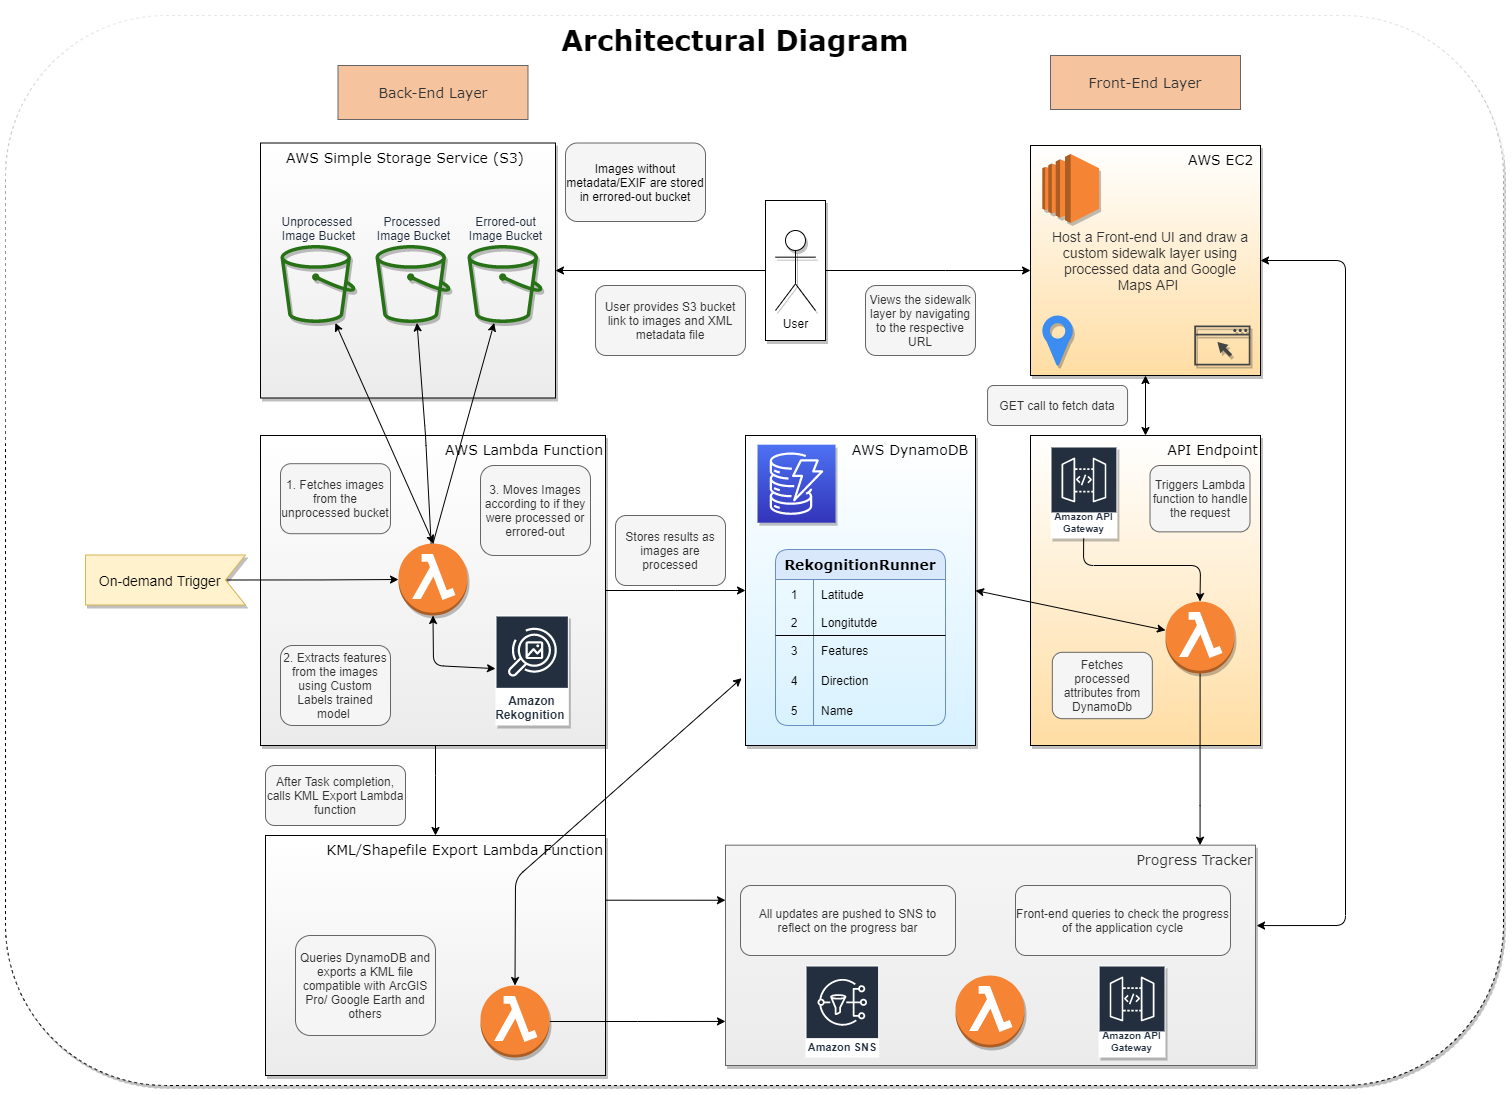 Architectural Diagram
Back-End Layer
Front-End Layer
AWS Simple Storage Service (S3)
Unprocessed
Image Bucket
Processed
Image Bucket
Errored-out
Image Bucket
Images without
metadata/EXIF are stored
in errored-out bucket
User provides S3 bucket
link to images and XML
metadata file
User
Views the sidewalk
layer by navigating
to the respective
URL
AWS EC2
Host a Front-end UI and draw a
custom sidewalk layer using
processed data and Google
Maps API
GET call to fetch data
AWS Lambda Function
1. Fetches images
from the
unprocessed bucket
3. Moves Images
according to if they
were processed or
errored-out
On-demand Trigger
2. Extracts features
from the images
using Custom
Labels trained
model
Amazon
Rekognition
Stores results as
images are
processed
AWS DynamoDB
RekognitionRunner
1 Latitude
2 Longitutde
3 Features
4 Direction
5 Name
API Endpoint
Amazon API
Gateway
Triggers Lambda
function to handle
the request
Fetches
processed
attributes from
DynamoDb
After Task completion,
calls KML Export Lambda
function
KML/Shapefile Export Lambda Function
Queries DynamoDB and
exports a KML file
compatible with ArcGIS
Pro/ Google Earth and
others
Progress Tracker
All updates are pushed to SNS to
reflect on the progress bar
Front-end queries to check the progress
of the application cycle
Amazon SNS
Amazon API
Gateway